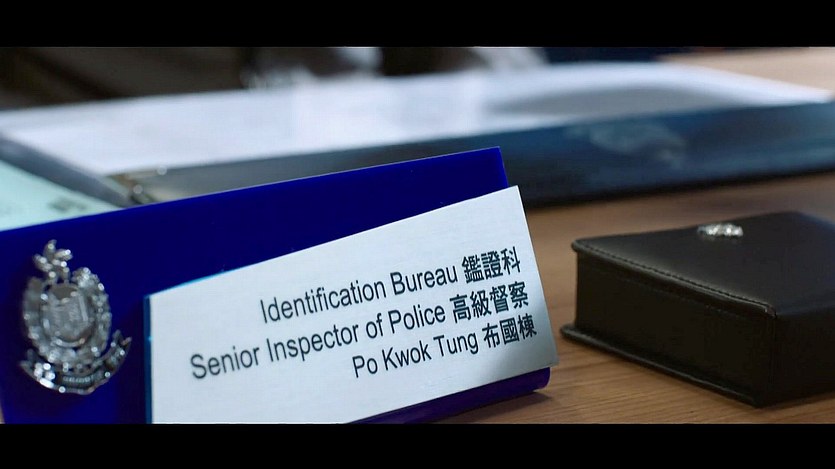 Identification Bureau 鑑證科
Senior Inspector of Police 高級督察
Po Kwok Tung 布國棟